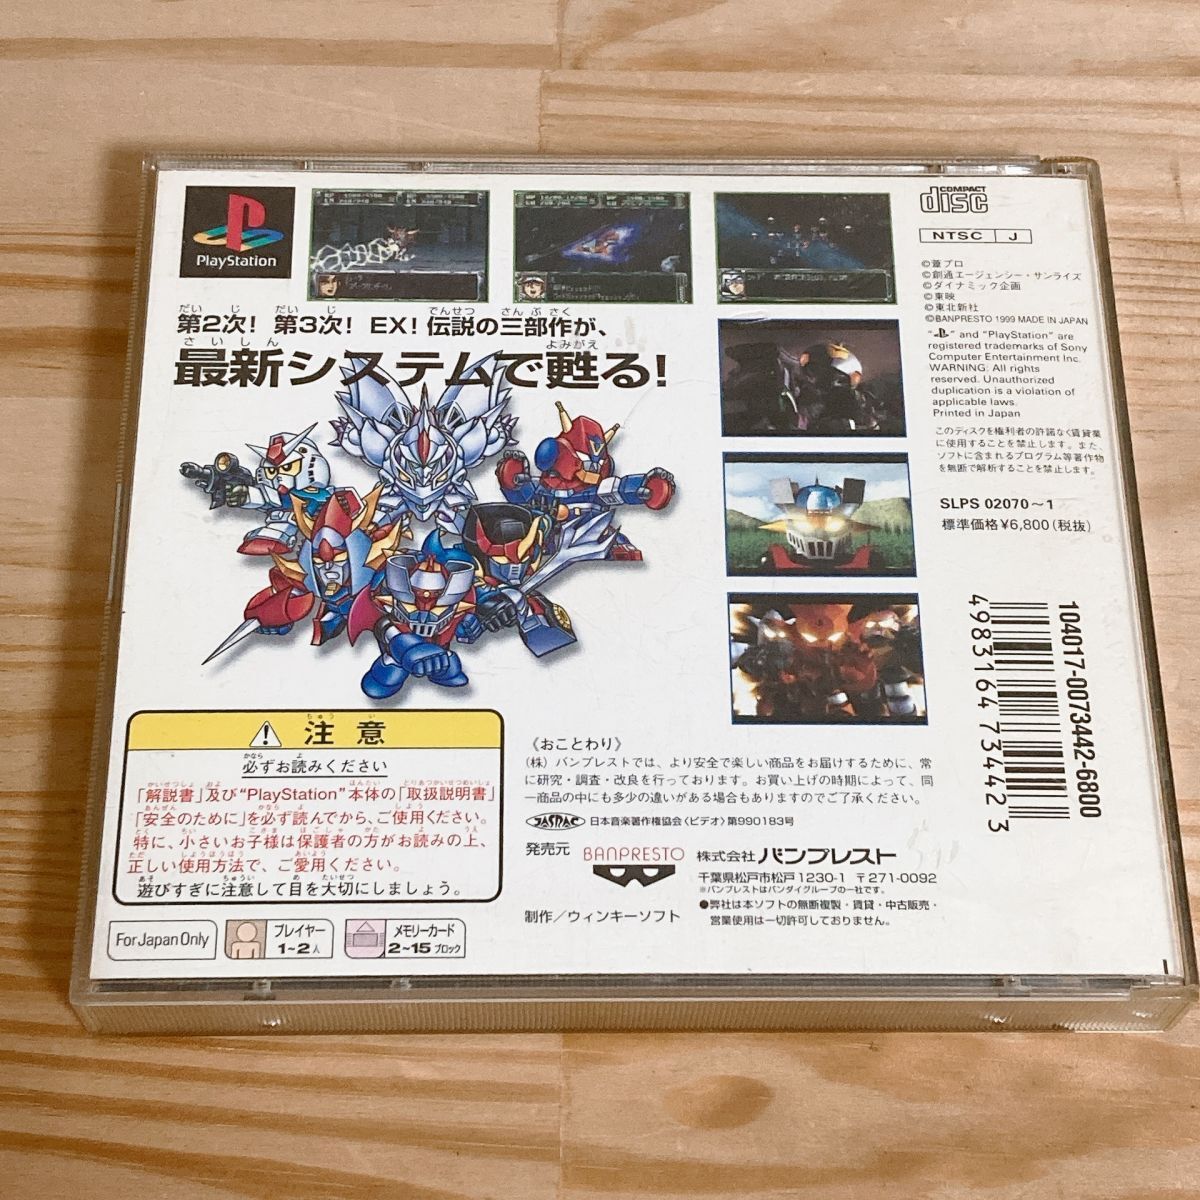 PlayStation
第2次! 第3次! EX! 伝説の三部作が、
最新システムで甦る!
COMPACT
disc
NTSC J
©葦プロ
©創通エージェンシー・サンライズ
©ダイナミック企画
©東映
©東北新社
©BANPRESTO 1999 MADE IN JAPAN
" " and "PlayStation" are
registered trademarks of Sony
Computer Entertainment Inc.
WARNING: All rights
reserved. Unauthorized
duplication is a violation of
applicable laws.
Printed in Japan
このディスクを権利者の許諾なく賃貸業
に使用することを禁止します。また、
ソフトに含まれるプログラム等著作物
を無断で解析することを禁止します。
SLPS 02070～1
標準価格¥6,800(税抜)
104017-0073442-6800
4983164 734423
注意
必ずお読みください
「解説書」及び"PlayStation"本体の「取扱説明書」
「安全のために」を必ず読んでから、ご使用ください。
特に、小さいお子様は保護者の方がお読みの上、
正しい使用方法で、ご愛用ください。
遊びすぎに注意して目を大切にしましょう。
For Japan Only
プレイヤー
1~2人
メモリーカード
2~15ブロック
《おことわり》
(株)バンプレストでは、より安全で楽しい商品をお届けするために、常
に研究・調査・改良を行っております。お買い上げの時期によって、同
一商品の中にも多少の違いがある場合もありますのでご了承ください。
JASRAC 日本音楽著作権協会〈ビデオ〉第990183号
発売元 BANPRESTO 株式会社バンプレスト
千葉県松戸市松戸1230-1 〒271-0092
※バンプレストはバンダイグループの一社です。
●弊社は本ソフトの無断複製・賃貸・中古販売・
営業使用は一切許可しておりません。
制作/ウィンキーソフト